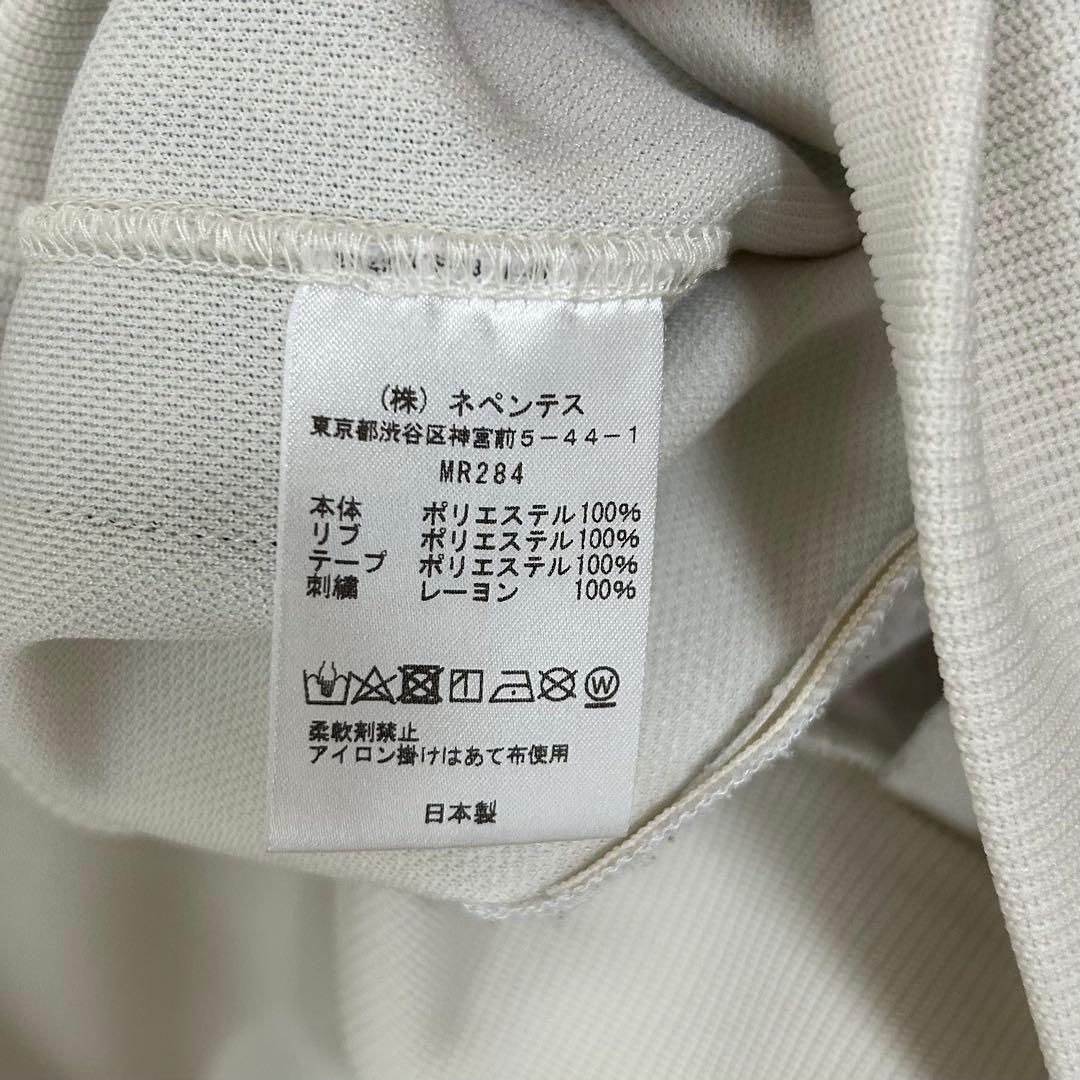 (株) ネペンテス
東京都渋谷区神宮前5-44-1
MR284
本体 ポリエステル100%
リブ ポリエステル100%
テープ ポリエステル100%
刺繍 レーヨン 100%
W
柔軟剤禁止
アイロン掛けはあて布使用
日本製